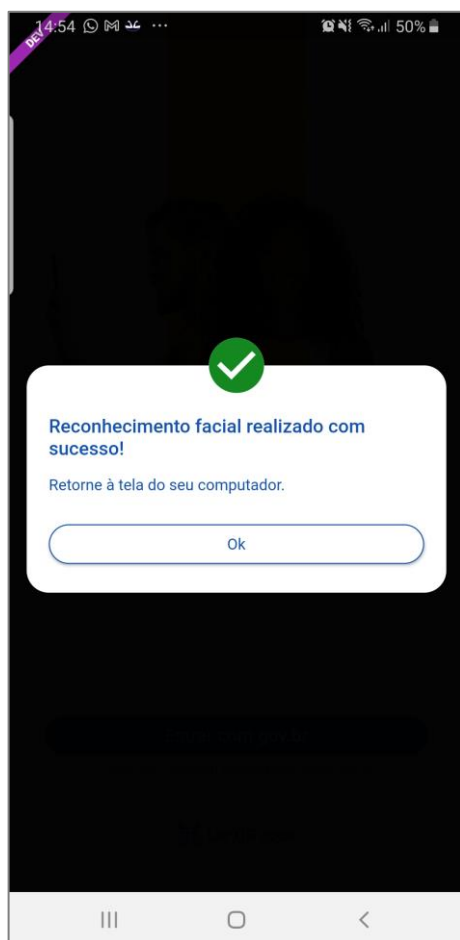 14:54 50%
DEV
Reconhecimento facial realizado com
sucesso!
Retorne à tela do seu computador.
Ok